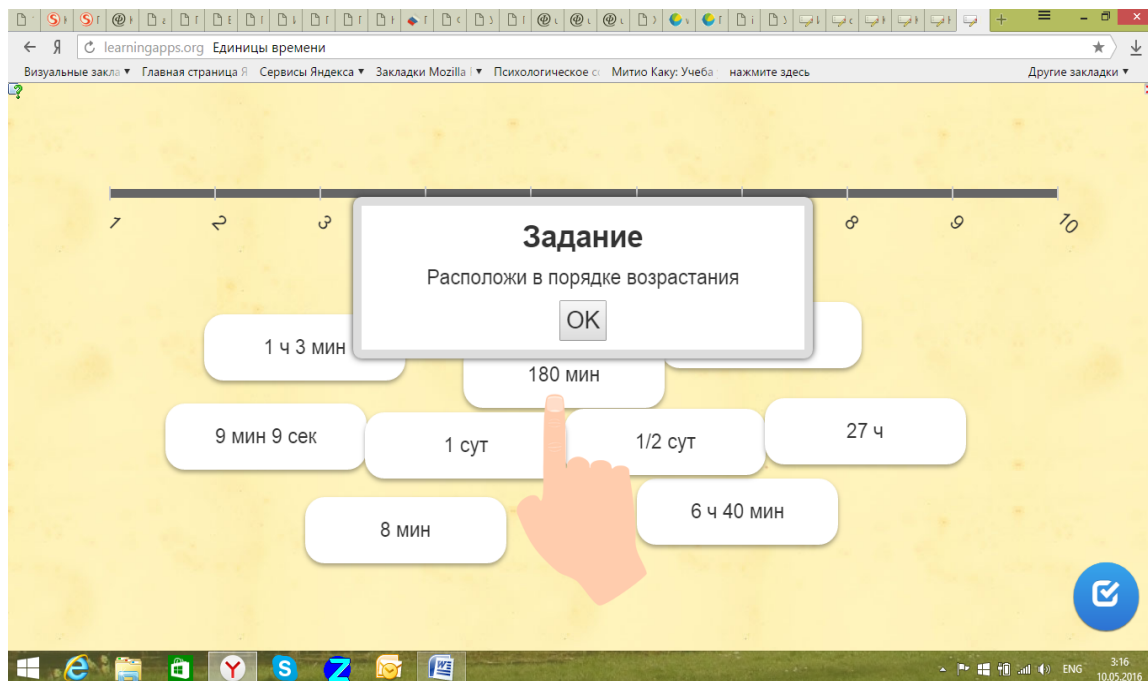 learningapps.org Единицы времени
Визуальные закла Главная страница Я Сервисы Яндекса Закладки Mozilla Психологическое Митио Каку: Учеба нажмите здесь Другие закладки
1 2 3 8 9 10
Задание
Расположи в порядке возрастания
OK
1 ч 3 мин
180 мин
9 мин 9 сек
1 сут
1/2 сут
27 ч
8 мин
6 ч 40 мин
ENG 3:16
10.05.2016